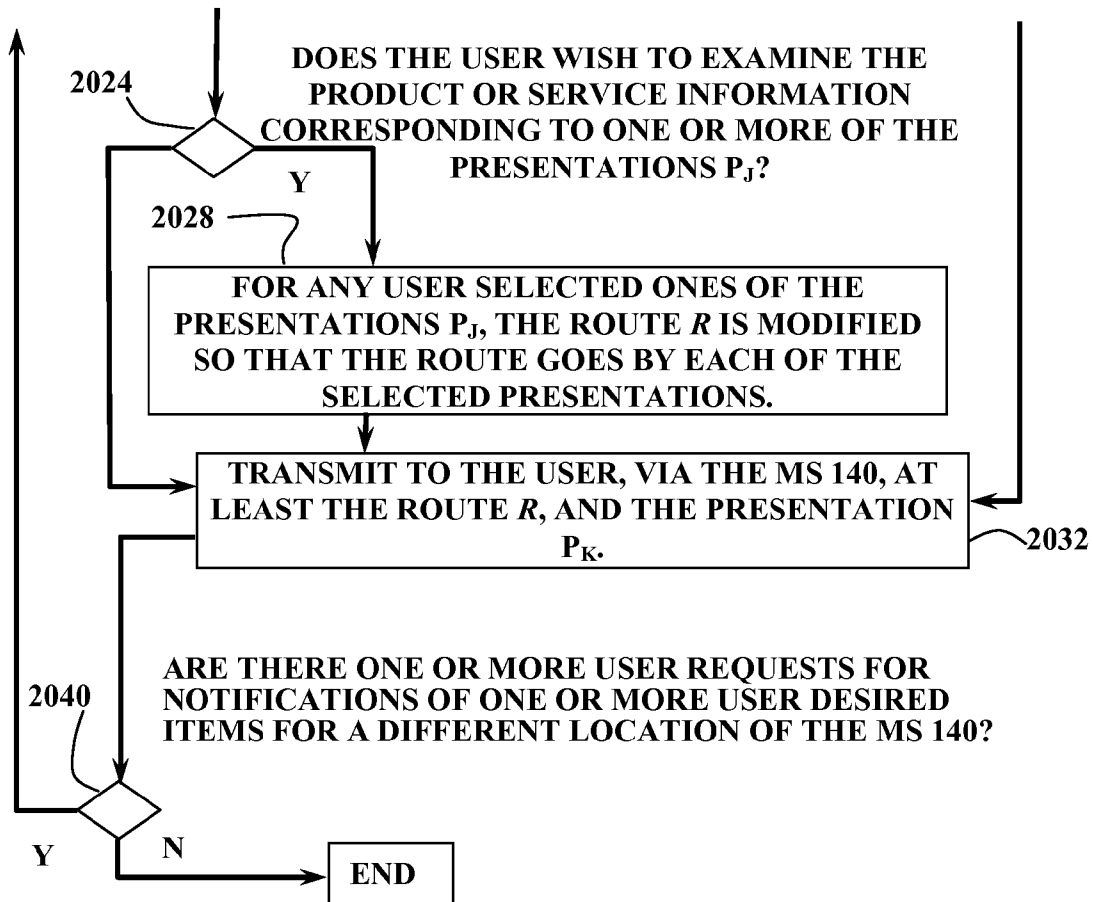 DOES THE USER WISH TO EXAMINE THE
PRODUCT OR SERVICE INFORMATION
CORRESPONDING TO ONE OR MORE OF THE
PRESENTATIONS PJ?
2024
Y
2028
FOR ANY USER SELECTED ONES OF THE
PRESENTATIONS PJ, THE ROUTE R IS MODIFIED
SO THAT THE ROUTE GOES BY EACH OF THE
SELECTED PRESENTATIONS.
TRANSMIT TO THE USER, VIA THE MS 140, AT
LEAST THE ROUTE R, AND THE PRESENTATION
PK.
2032
ARE THERE ONE OR MORE USER REQUESTS FOR
NOTIFICATIONS OF ONE OR MORE USER DESIRED
ITEMS FOR A DIFFERENT LOCATION OF THE MS 140?
2040
Y
N
END